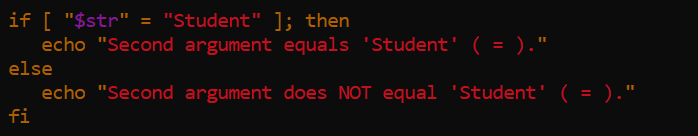 if [ "$str" = "Student" ]; then
   echo "Second argument equals 'Student' ( = )."
else
   echo "Second argument does NOT equal 'Student' ( = )."
fi